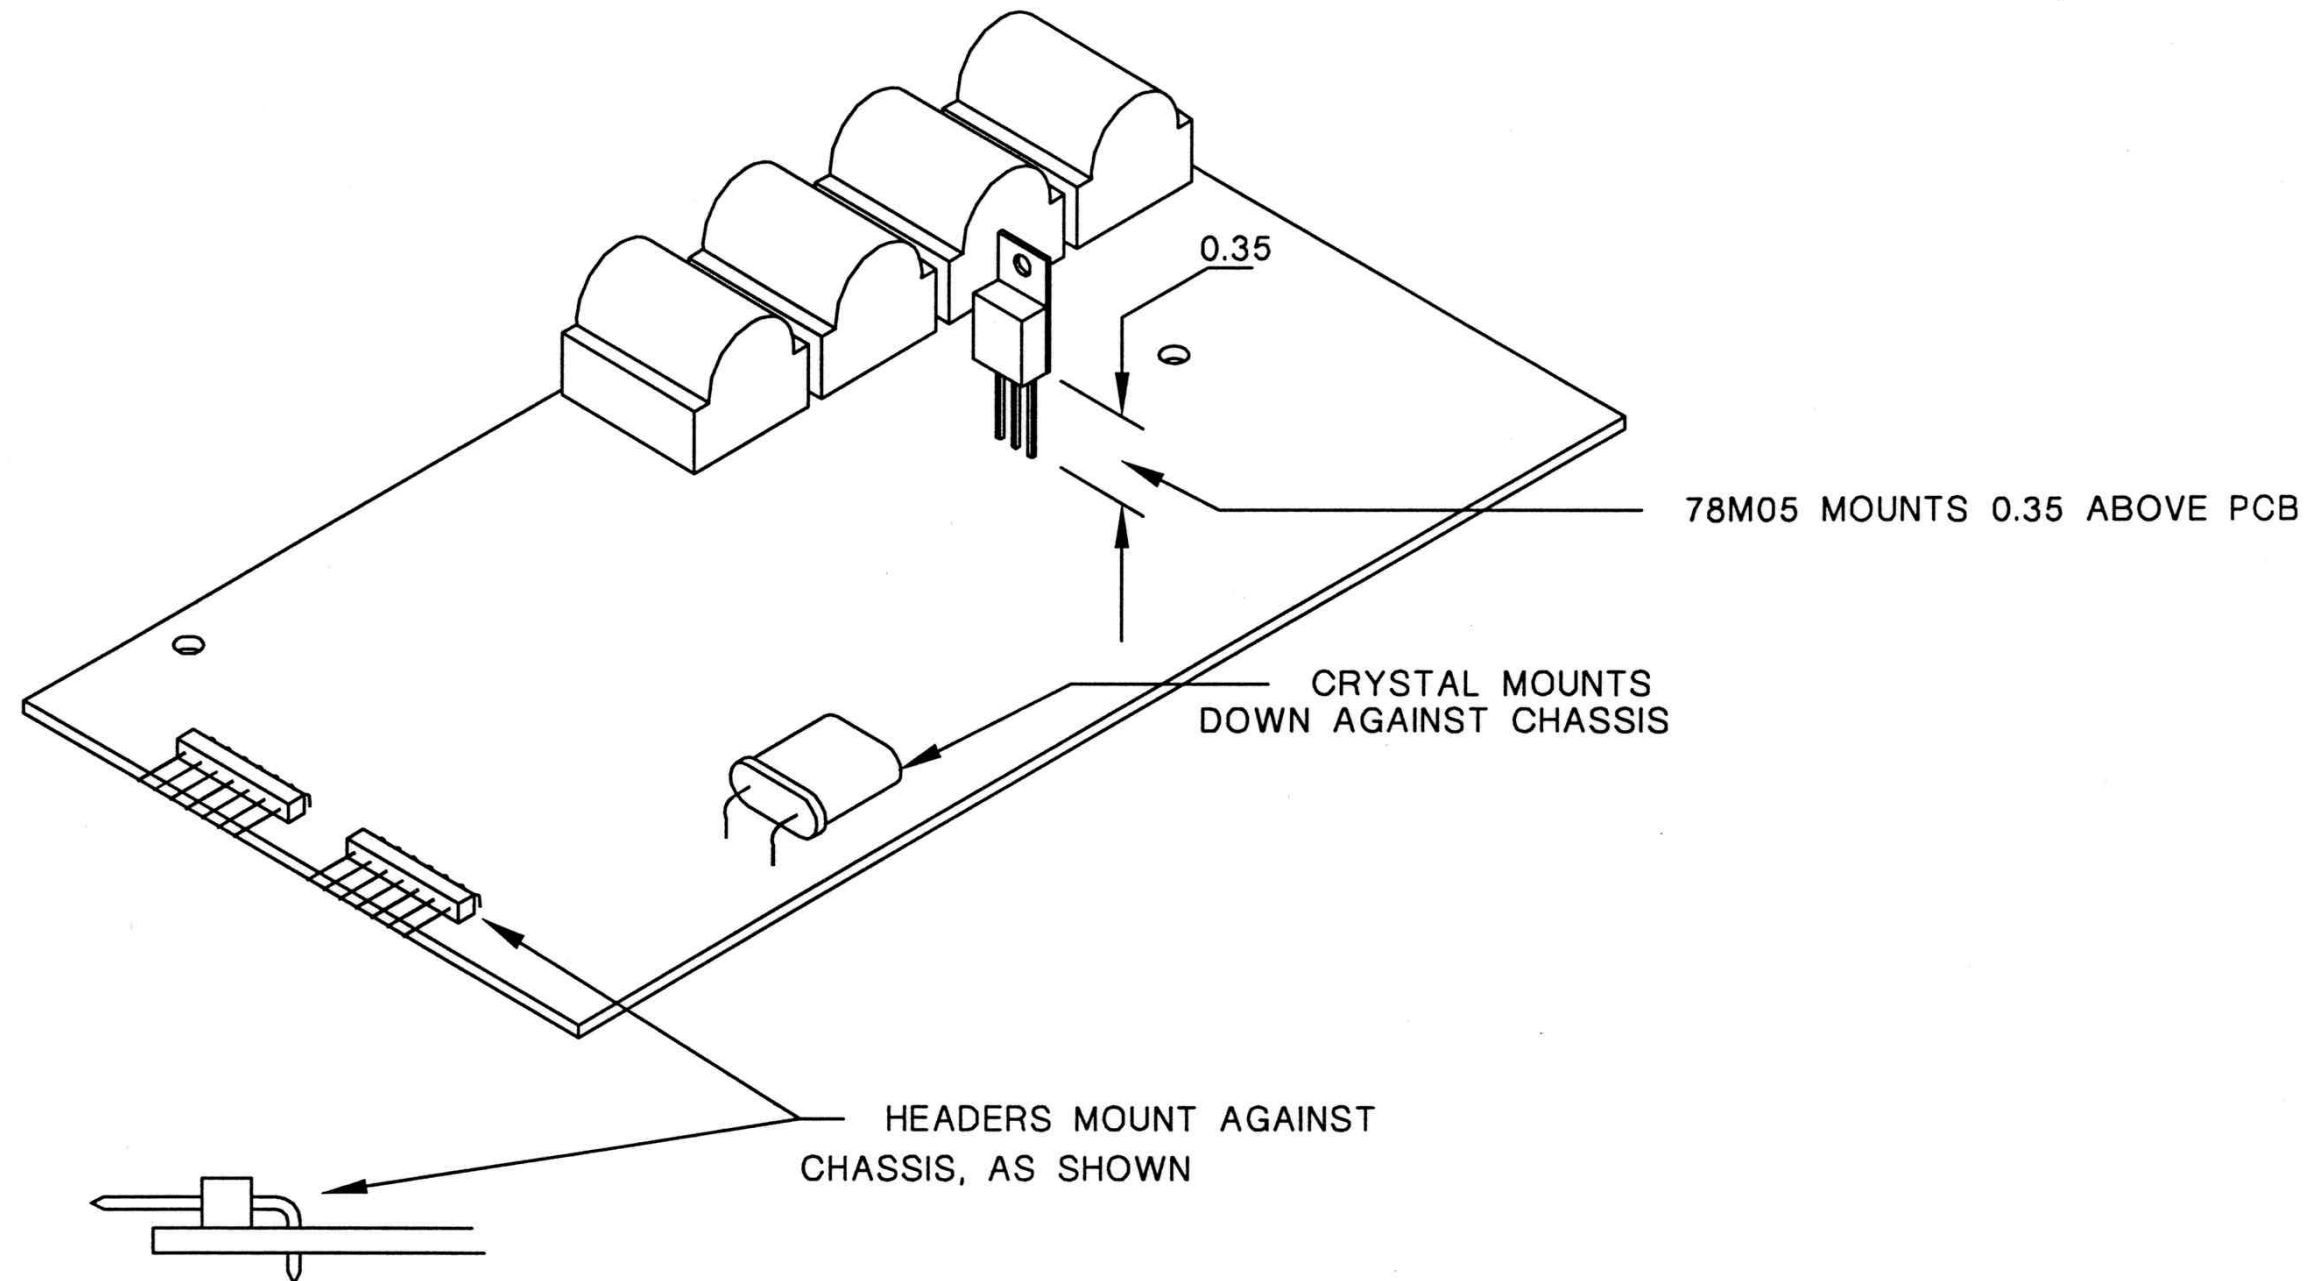 0.35
78M05 MOUNTS 0.35 ABOVE PCB
CRYSTAL MOUNTS
DOWN AGAINST CHASSIS
HEADERS MOUNT AGAINST
CHASSIS, AS SHOWN